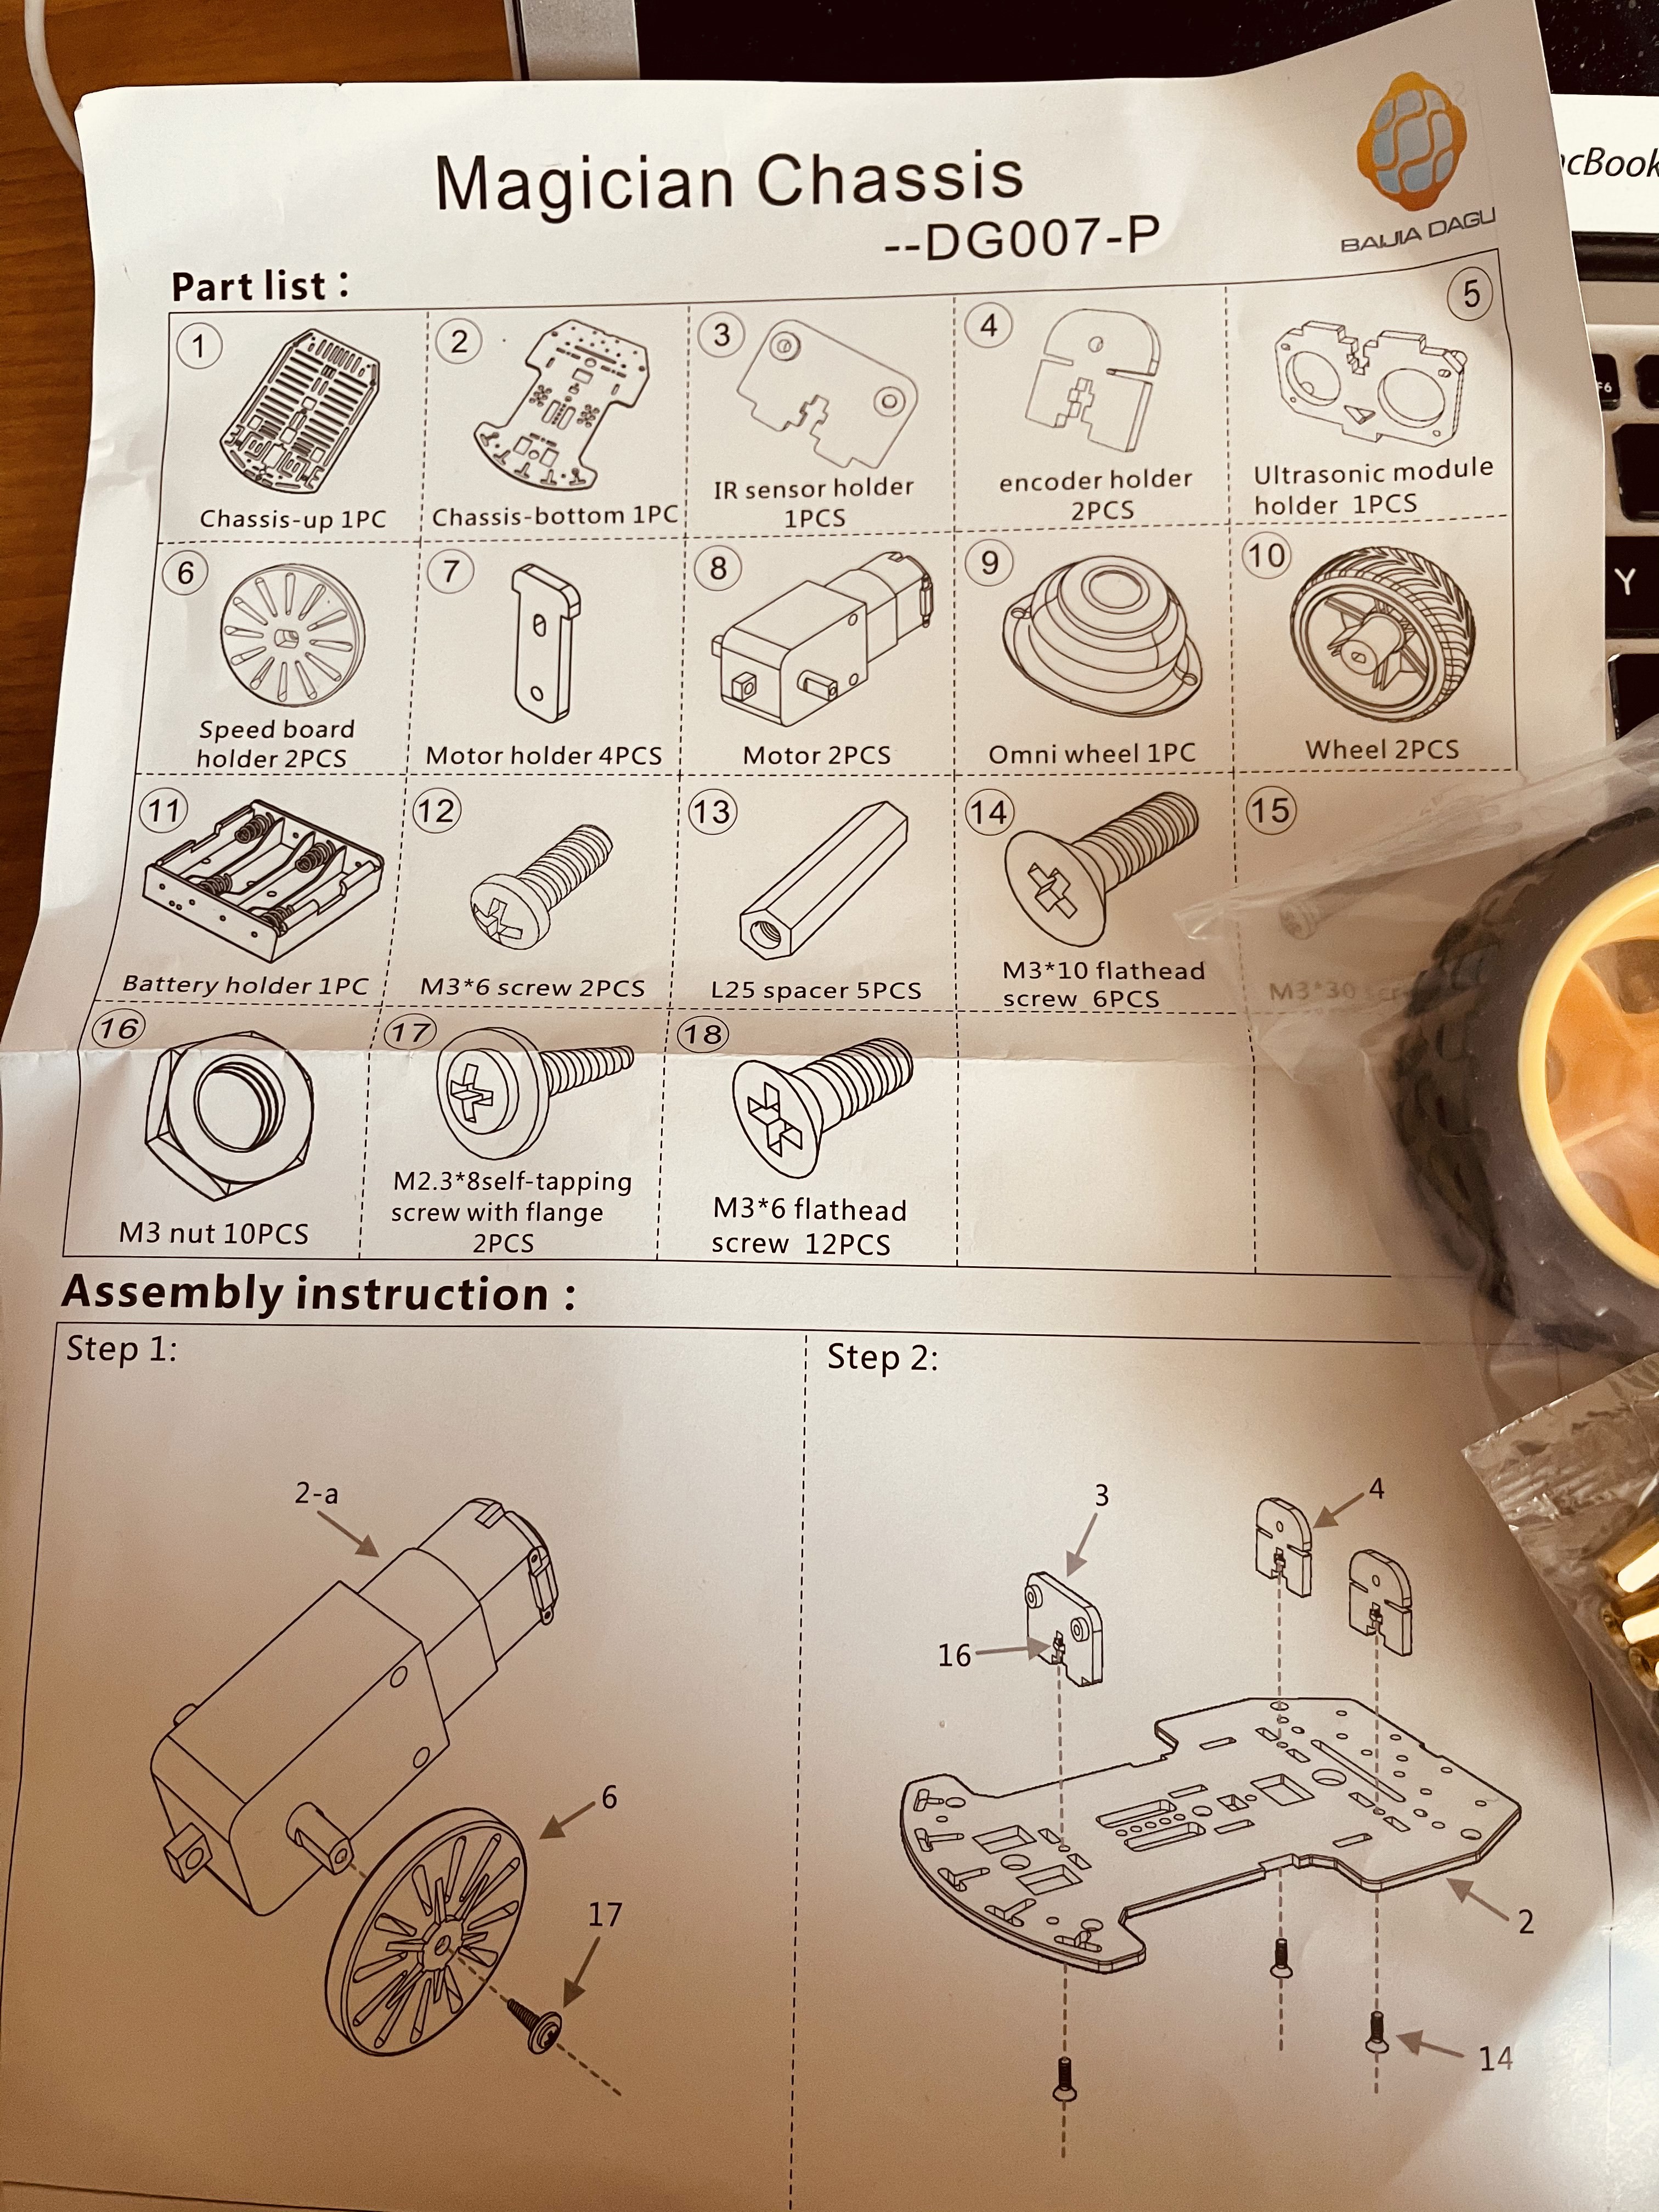 Magician Chassis
--DG007-P
BAIJIA DAGU
cBook
Part list :
1
Chassis-up 1PC
2
Chassis-bottom 1PC
3
IR sensor holder
1PCS
4
encoder holder
2PCS
5
Ultrasonic module
holder 1PCS
F6
6
Speed board
holder 2PCS
7
Motor holder 4PCS
8
Motor 2PCS
9
Omni wheel 1PC
10
Wheel 2PCS
Y
11
Battery holder 1PC
12
M3*6 screw 2PCS
13
L25 spacer 5PCS
14
M3*10 flathead
screw 6PCS
15
M3*30
16
M3 nut 10PCS
17
M2.3*8self-tapping
screw with flange
2PCS
18
M3*6 flathead
screw 12PCS
Assembly instruction :
Step 1:
2-a
6
17
Step 2:
3
4
16
2
14